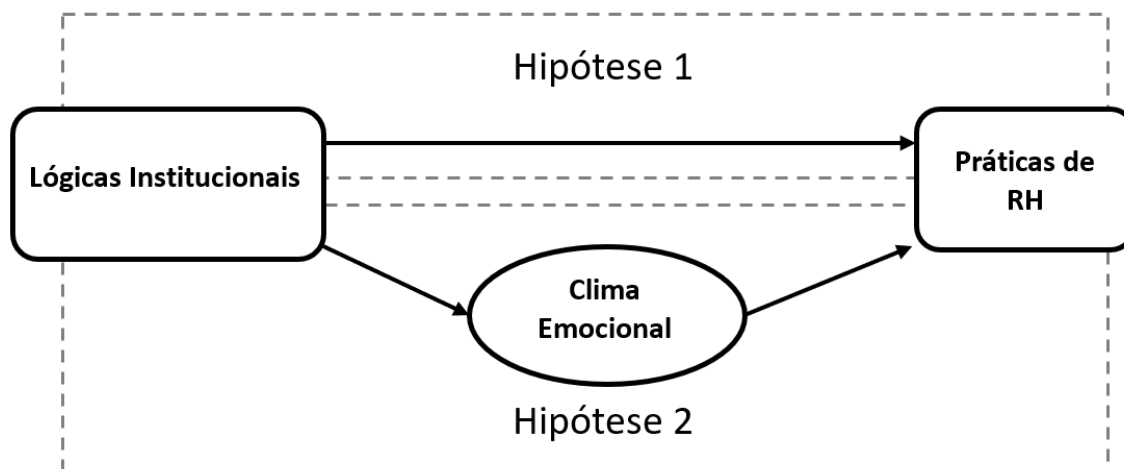 Hipótese 1
Lógicas Institucionais
Práticas de
RH
Clima
Emocional
Hipótese 2